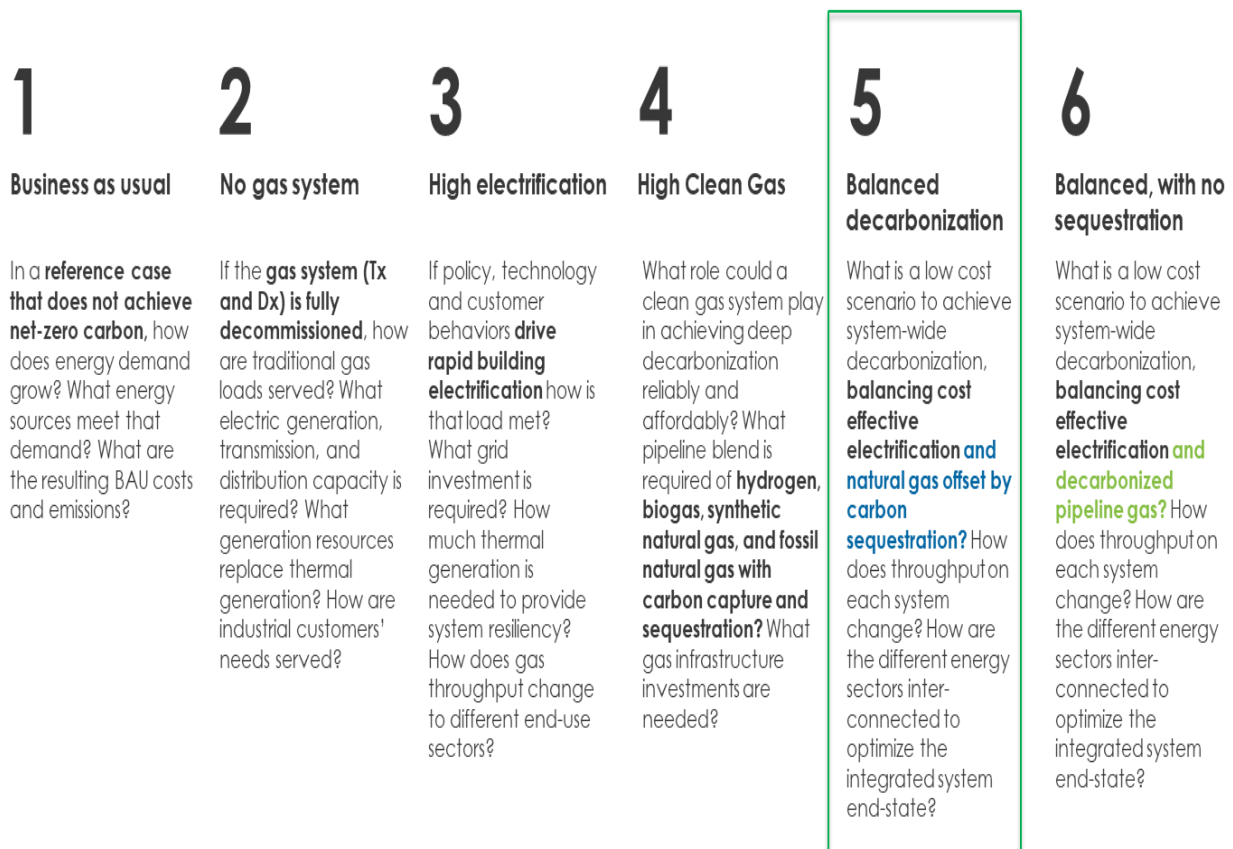 1
Business as usual
In a reference case
that does not achieve
net-zero carbon, how
does energy demand
grow? What energy
sources meet that
demand? What are
the resulting BAU costs
and emissions?
2
No gas system
If the gas system (Tx
and Dx) is fully
decommissioned, how
are traditional gas
loads served? What
electric generation,
transmission, and
distribution capacity is
required? What
generation resources
replace thermal
generation? How are
industrial customers'
needs served?
3
High electrification
If policy, technology
and customer
behaviors drive
rapid building
electrification how is
that load met?
What grid
investment is
required? How
much thermal
generation is
needed to provide
system resiliency?
How does gas
throughput change
to different end-use
sectors?
4
High Clean Gas
What role could a
clean gas system play
in achieving deep
decarbonization
reliably and
affordably? What
pipeline blend is
required of hydrogen,
biogas, synthetic
natural gas, and fossil
natural gas with
carbon capture and
sequestration? What
gas infrastructure
investments are
needed?
5
Balanced
decarbonization
What is a low cost
scenario to achieve
system-wide
decarbonization,
balancing cost
effective
electrification and
natural gas offset by
carbon
sequestration? How
does throughput on
each system
change? How are
the different energy
sectors inter-
connected to
optimize the
integrated system
end-state?
6
Balanced, with no
sequestration
What is a low cost
scenario to achieve
system-wide
decarbonization,
balancing cost
effective
electrification and
decarbonized
pipeline gas? How
does throughput on
each system
change? How are
the different energy
sectors inter-
connected to
optimize the
integrated system
end-state?